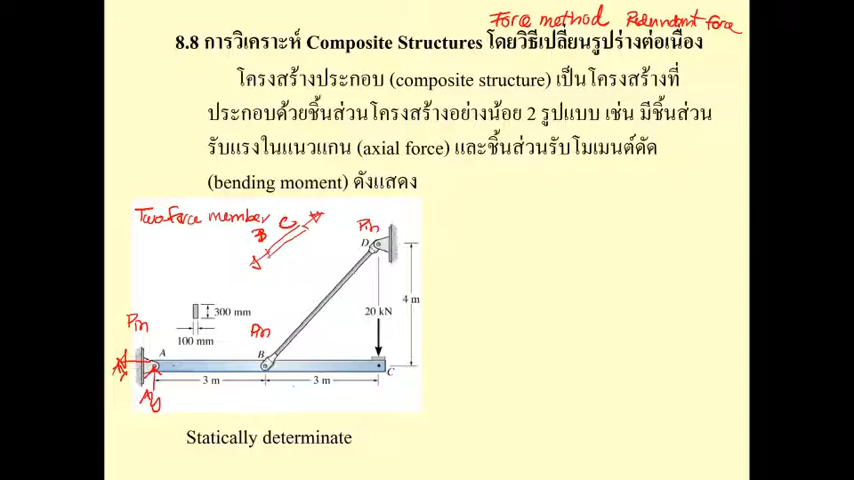 Force method Redundant force
8.8 การวิเคราะห์ Composite Structures โดยวิธีเปลี่ยนรูปร่างต่อเนื่อง
โครงสร้างประกอบ (composite structure) เป็นโครงสร้างที่
ประกอบด้วยชิ้นส่วนโครงสร้างอย่างน้อย 2 รูปแบบ เช่น มีชิ้นส่วน
รับแรงในแนวแกน (axial force) และชิ้นส่วนรับโมเมนต์ดัด
(bending moment) ดังแสดง
Two force member
Pin
D
4 m
300 mm
20 kN
Pin
Pin
100 mm
A
B
C
3 m
3 m
Statically determinate